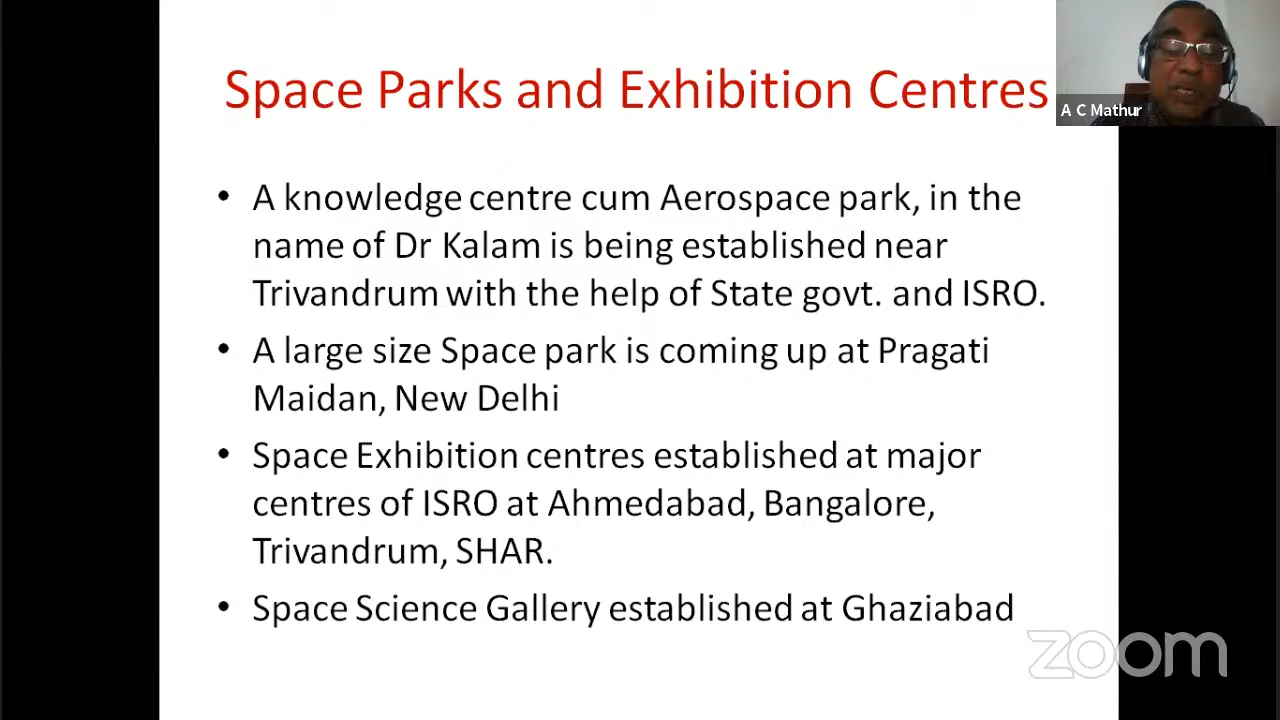 Space Parks and Exhibition Centres
A C Mathur
• A knowledge centre cum Aerospace park, in the
name of Dr Kalam is being established near
Trivandrum with the help of State govt. and ISRO.
• A large size Space park is coming up at Pragati
Maidan, New Delhi
• Space Exhibition centres established at major
centres of ISRO at Ahmedabad, Bangalore,
Trivandrum, SHAR.
• Space Science Gallery established at Ghaziabad
zoom